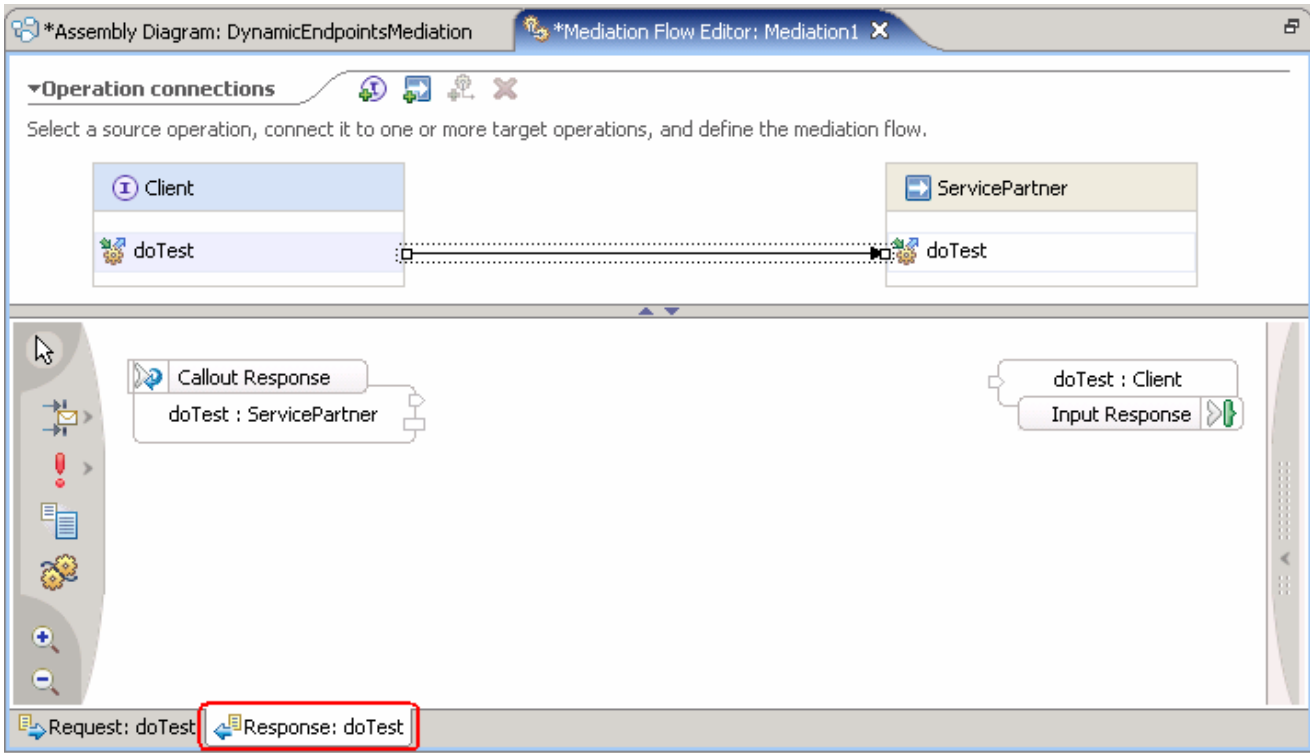 *Assembly Diagram: DynamicEndpointsMediation
*Mediation Flow Editor: Mediation1
Operation connections
Select a source operation, connect it to one or more target operations, and define the mediation flow.
Client
ServicePartner
doTest
doTest
Callout Response
doTest : ServicePartner
doTest : Client
Input Response
Request: doTest
Response: doTest